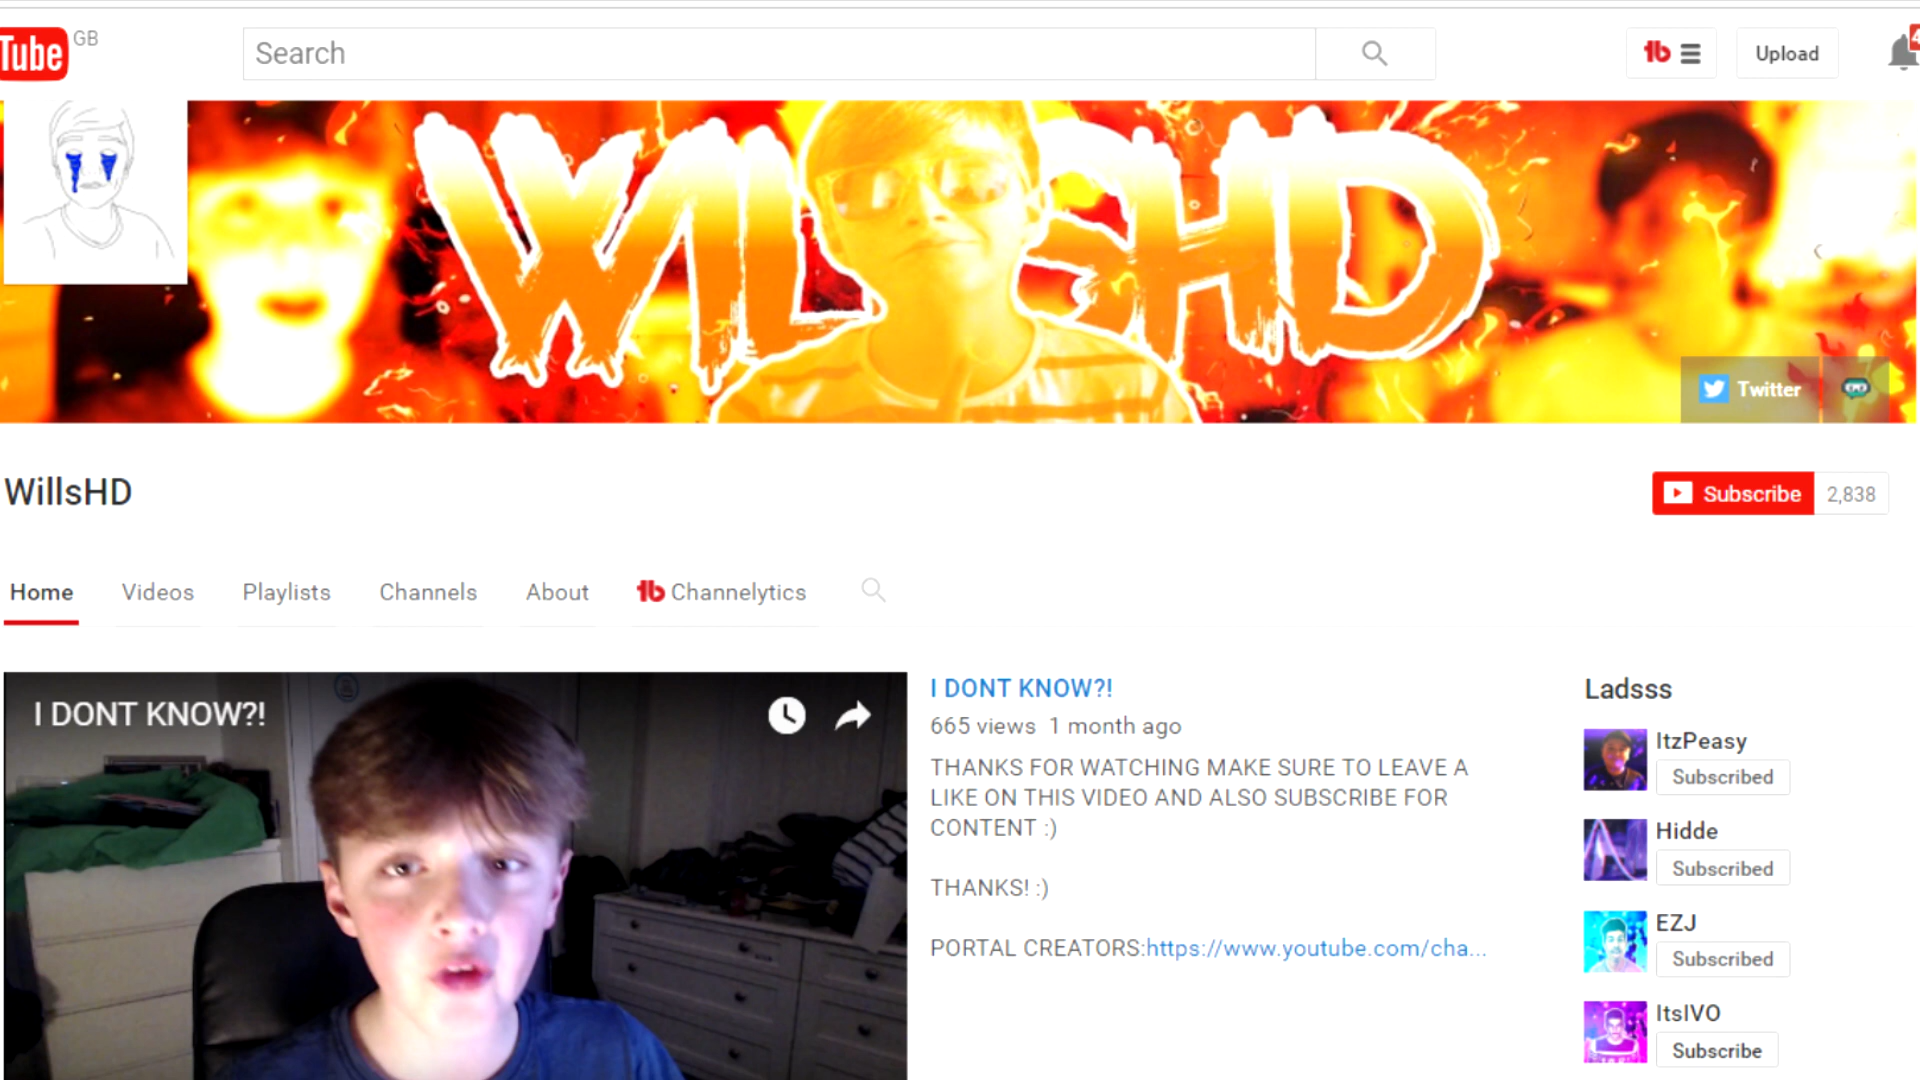 Tube GB
Search
Upload
4
WILSHD
Twitter
WillsHD
Subscribe 2,838
Home Videos Playlists Channels About Channelytics
I DONT KNOW?!
I DONT KNOW?!
665 views 1 month ago
THANKS FOR WATCHING MAKE SURE TO LEAVE A
LIKE ON THIS VIDEO AND ALSO SUBSCRIBE FOR
CONTENT :)
THANKS! :)
PORTAL CREATORS:https://www.youtube.com/cha...
Ladsss
ItzPeasy
Subscribed
Hidde
Subscribed
EZJ
Subscribed
ItsIVO
Subscribe